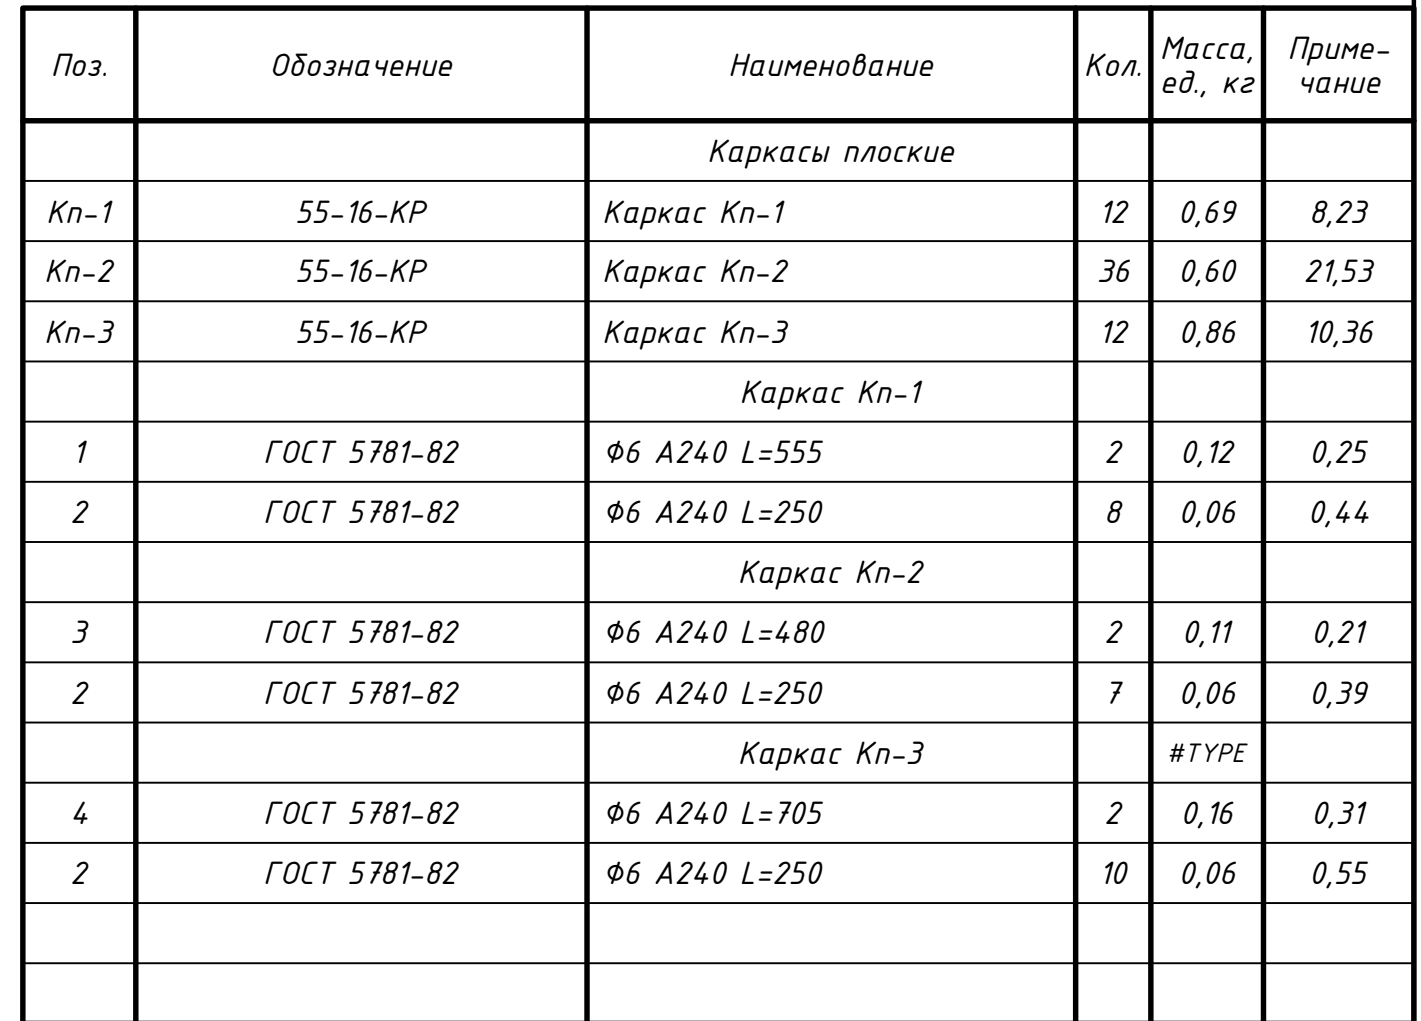 Поз. Обозначение Наименование Кол. Масса, ед., кг Приме-чание
Каркасы плоские
Кп-1 55-16-КР Каркас Кп-1 12 0,69 8,23
Кп-2 55-16-КР Каркас Кп-2 36 0,60 21,53
Кп-3 55-16-КР Каркас Кп-3 12 0,86 10,36
Каркас Кп-1
1 ГОСТ 5781-82 Ф6 А240 L=555 2 0,12 0,25
2 ГОСТ 5781-82 Ф6 А240 L=250 8 0,06 0,44
Каркас Кп-2
3 ГОСТ 5781-82 Ф6 А240 L=480 2 0,11 0,21
2 ГОСТ 5781-82 Ф6 А240 L=250 7 0,06 0,39
Каркас Кп-3 #TYPE
4 ГОСТ 5781-82 Ф6 А240 L=705 2 0,16 0,31
2 ГОСТ 5781-82 Ф6 А240 L=250 10 0,06 0,55